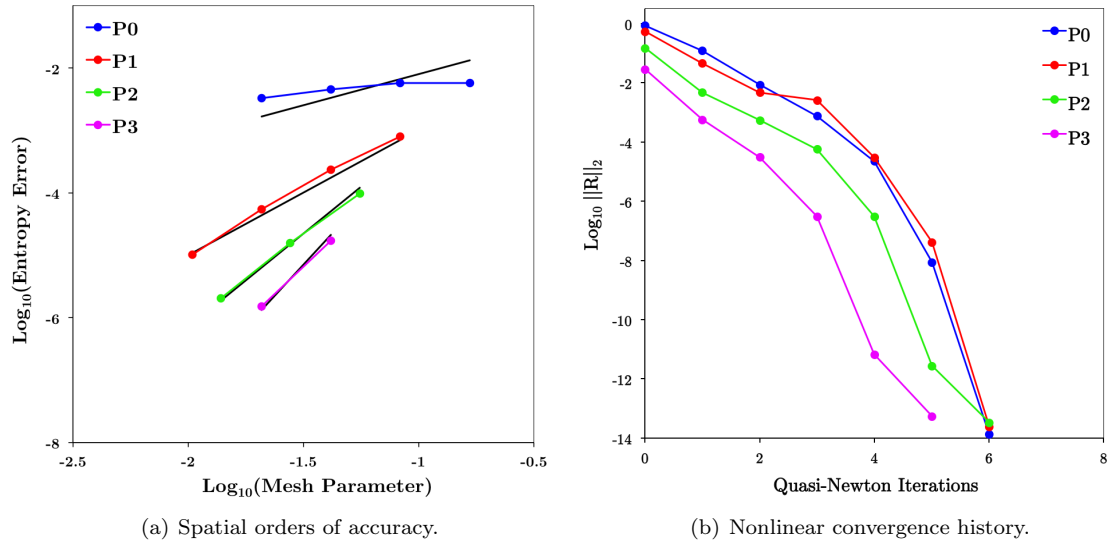 P0
P1
P2
P3
-2
-4
-6
-8
-2.5
-2
-1.5
-1
-0.5
Log10(Entropy Error)
Log10(Mesh Parameter)
(a) Spatial orders of accuracy.
P0
P1
P2
P3
0
-2
-4
-6
-8
-10
-12
-14
0
2
4
6
8
Log10 ||R||2
Quasi-Newton Iterations
(b) Nonlinear convergence history.